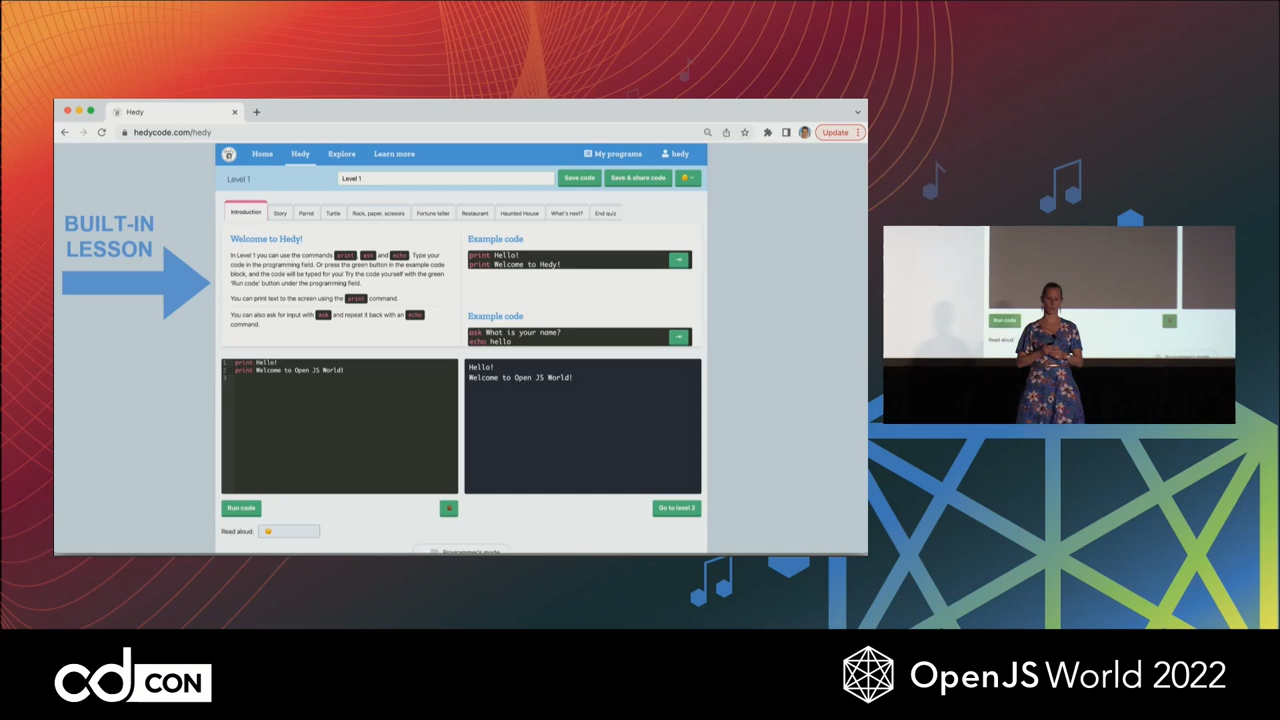 Hedy
hedycode.com/hedy
Update
Home
Hedy
Explore
Learn more
My programs
hedy
Level 1
Level 1
Save code
Save & share code
BUILT-IN
LESSON
Introduction
Story
Parrot
Turtle
Rock, paper, scissors
Fortune teller
Restaurant
Haunted House
What's next?
End quiz
Welcome to Hedy!
In Level 1 you can use the commands print ask and echo. Type your
code in the programming field. Or press the green button in the example code
block, and the code will be typed for you! Try the code yourself with the green
'Run code' button under the programming field.
You can print text to the screen using the print command.
You can also ask for input with ask and repeat it back with an echo
command.
Example code
print Hello!
print Welcome to Hedy!
Example code
ask What is your name?
echo hello
1 print Hello!
2 print Welcome to Open JS World!
3
Hello!
Welcome to Open JS World!
Run code
Go to level 2
Read aloud:
Programmer's mode
Run code
Read aloud
Programmer's mode
cd CON
OpenJS World 2022